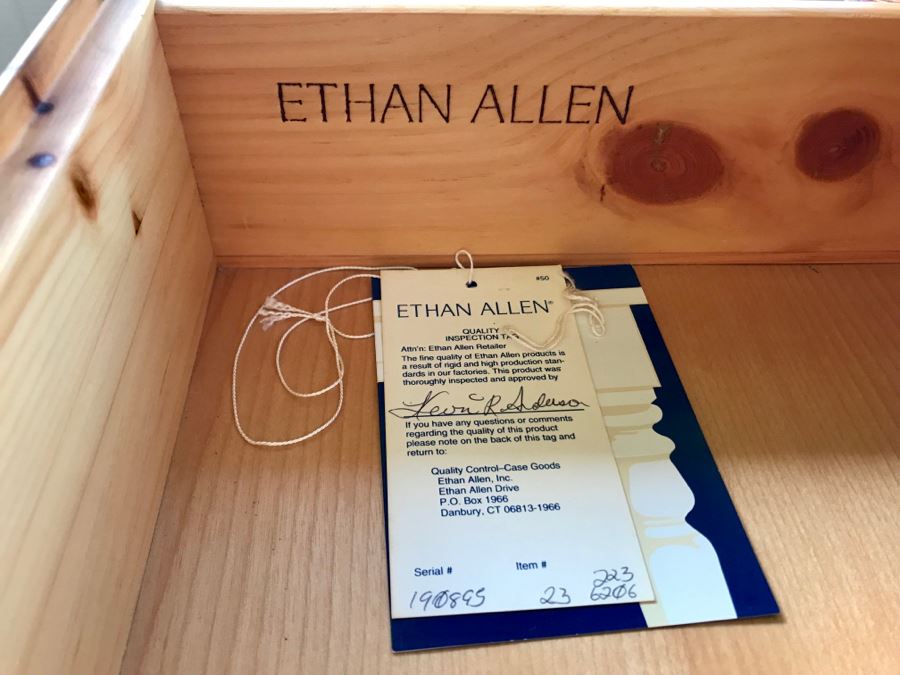 ETHAN ALLEN
#50
ETHAN ALLEN®
QUALITY
INSPECTION TAG
Attn'n: Ethan Allen Retailer
The fine quality of Ethan Allen products is
a result of rigid and high production stan-
dards in our factories. This product was
thoroughly inspected and approved by
Kevin R Anderson
If you have any questions or comments
regarding the quality of this product
please note on the back of this tag and
return to:
Quality Control–Case Goods
Ethan Allen, Inc.
Ethan Allen Drive
P.O. Box 1966
Danbury, CT 06813-1966
Serial # Item #
223
190895 23 6206